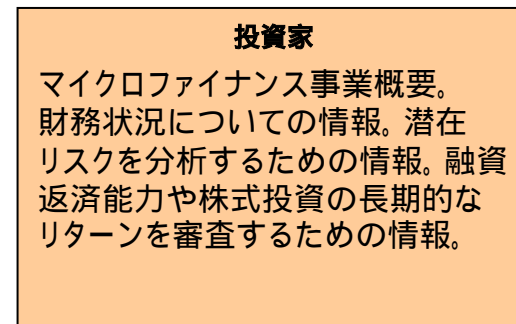 投資家
マイクロファイナンス事業概要。
財務状況についての情報。潜在
リスクを分析するための情報。融資
返済能力や株式投資の長期的な
リターンを審査するための情報。